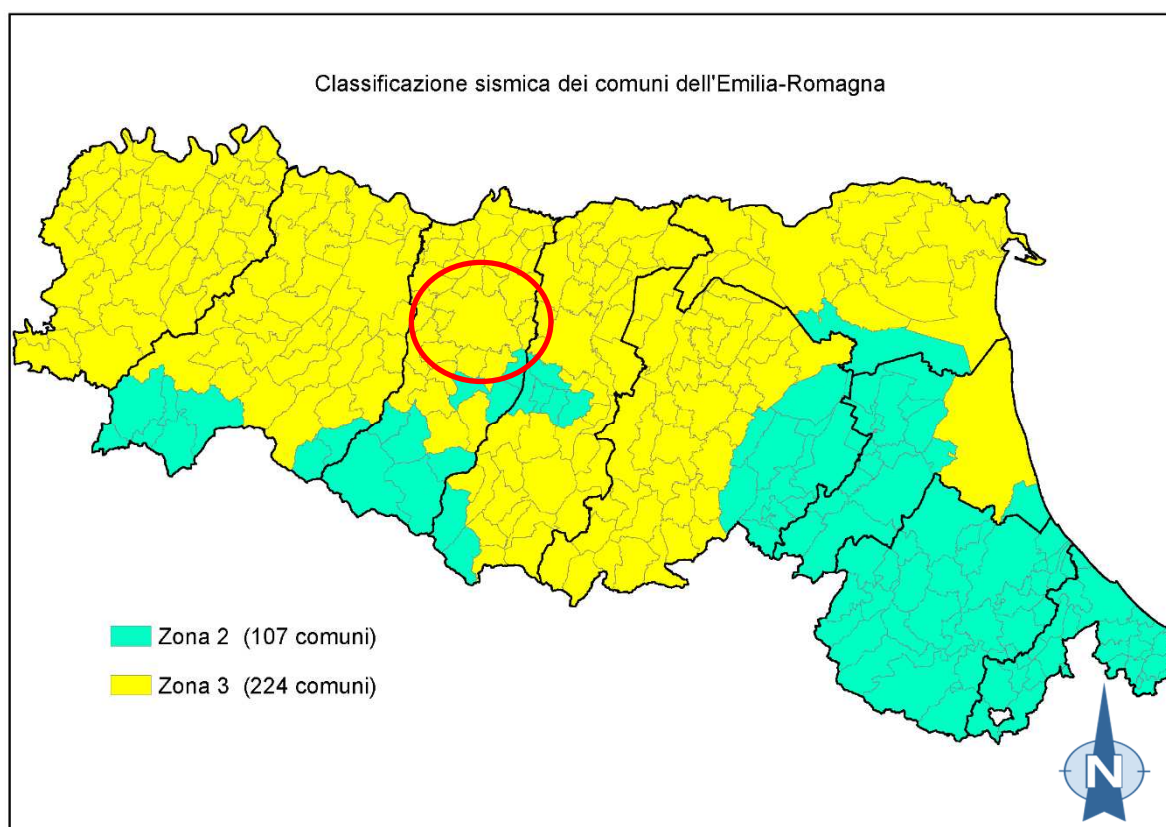 Classificazione sismica dei comuni dell'Emilia-Romagna
Zona 2 (107 comuni)
Zona 3 (224 comuni)
N